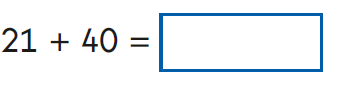 21 + 40 =